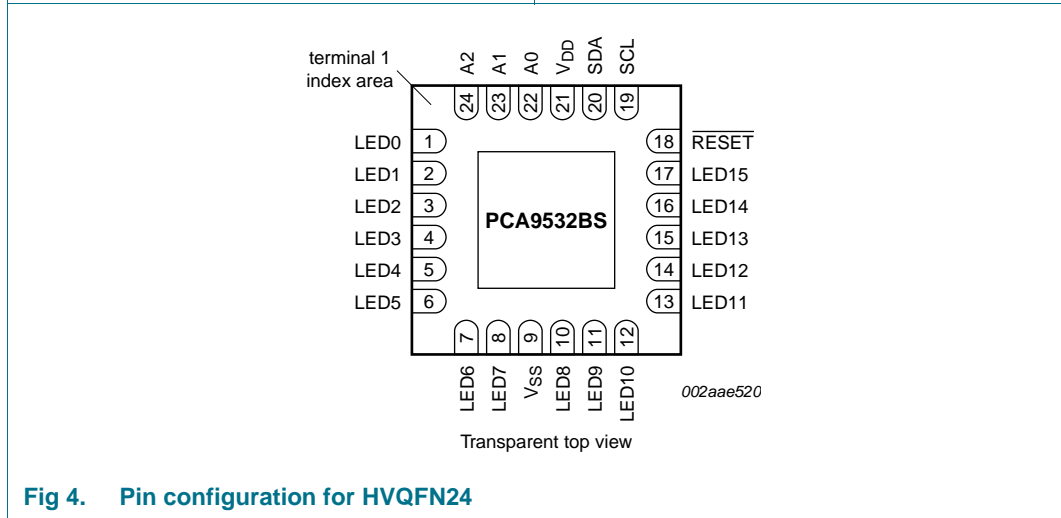 terminal 1
index area
A2
A1
A0
VDD
SDA
SCL
24
23
22
21
20
19
LED0 1
18 RESET
LED1 2
17 LED15
LED2 3
16 LED14
PCA9532BS
LED3 4
15 LED13
LED4 5
14 LED12
LED5 6
13 LED11
7
8
9
10
11
12
LED6
LED7
VSS
LED8
LED9
LED10
002aae520
Transparent top view
Fig 4. Pin configuration for HVQFN24